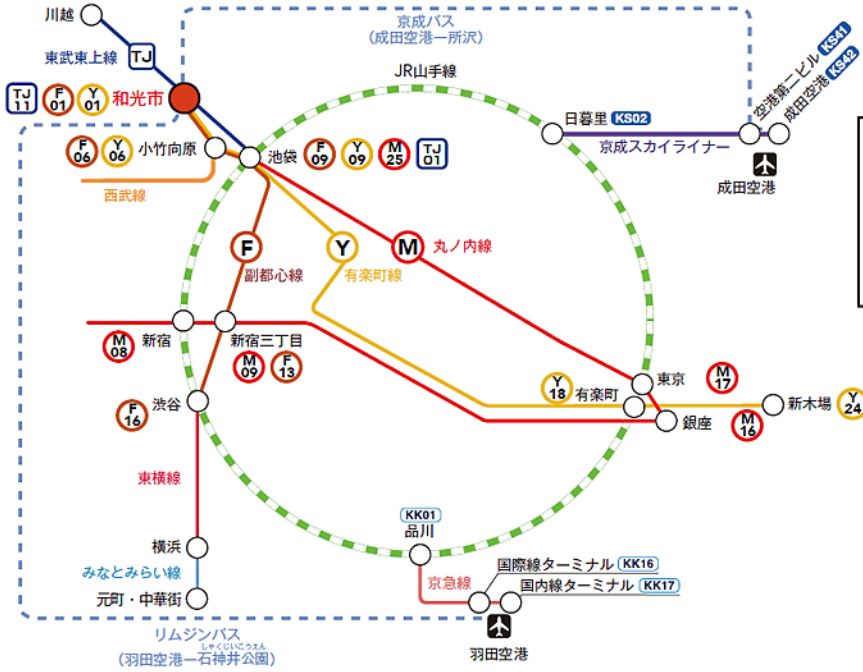 京成バス
(成田空港ー所沢)
川越
東武東上線
TJ
JR山手線
空港第二ビル KS41
成田空港 KS42
TJ
11
F
01
Y
01
和光市
日暮里 KS02
京成スカイライナー
成田空港
F
06
Y
06
小竹向原
池袋
F
09
Y
09
M
25
TJ
01
西武線
F
Y
M
丸ノ内線
副都心線
有楽町線
M
08
新宿
新宿三丁目
M
09
F
13
東京
M
17
Y
18
有楽町
新木場
Y
24
渋谷
F
16
銀座
M
16
東横線
KK01
品川
横浜
みなとみらい線
元町・中華街
京急線
国際線ターミナル KK16
国内線ターミナル KK17
羽田空港
リムジンバス
しゃくじいこうえん
(羽田空港ー石神井公園)